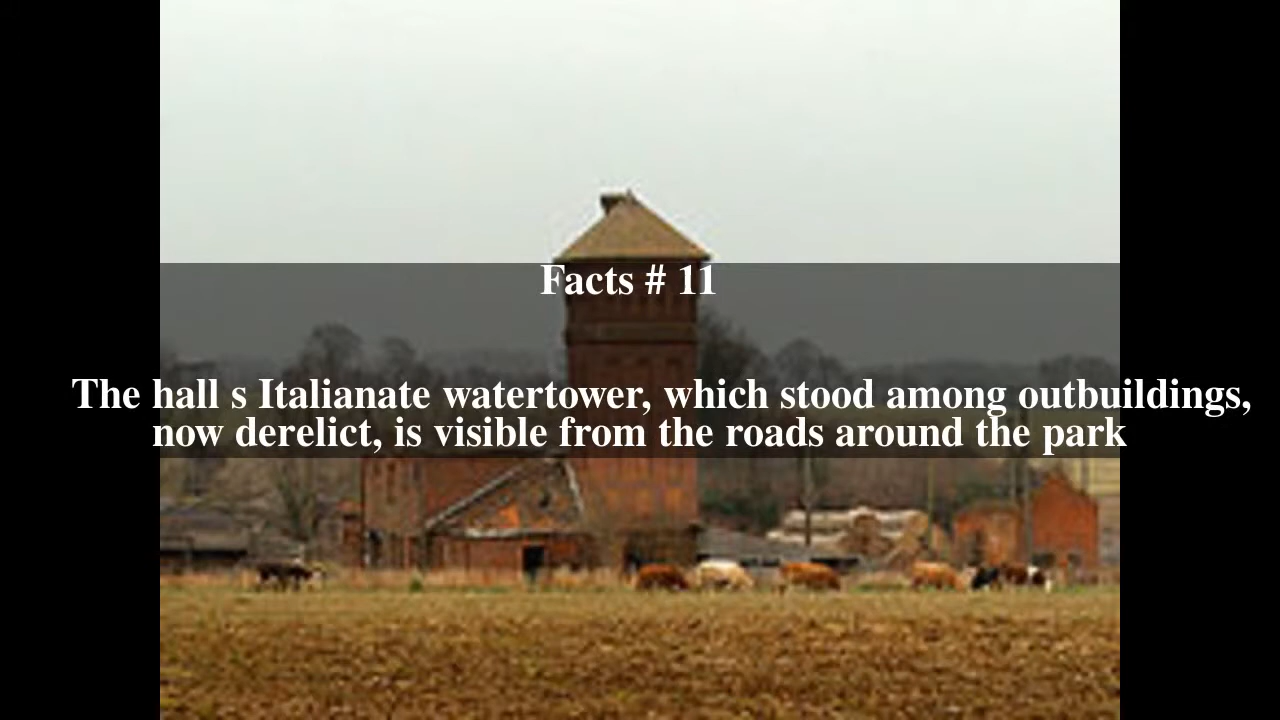 Facts # 11
The hall s Italianate watertower, which stood among outbuildings,
now derelict, is visible from the roads around the park